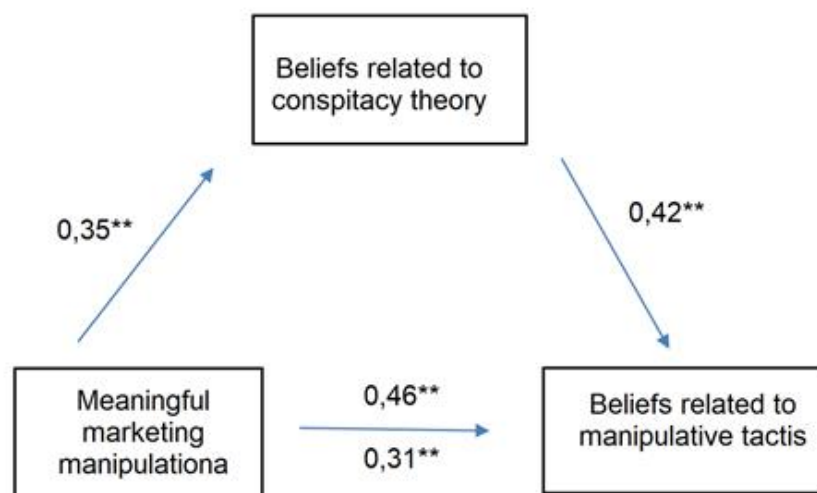 Beliefs related to
conspitacy theory
0,35**
0,42**
Meaningful
marketing
manipulationa
0,46**
0,31**
Beliefs related to
manipulative tactis